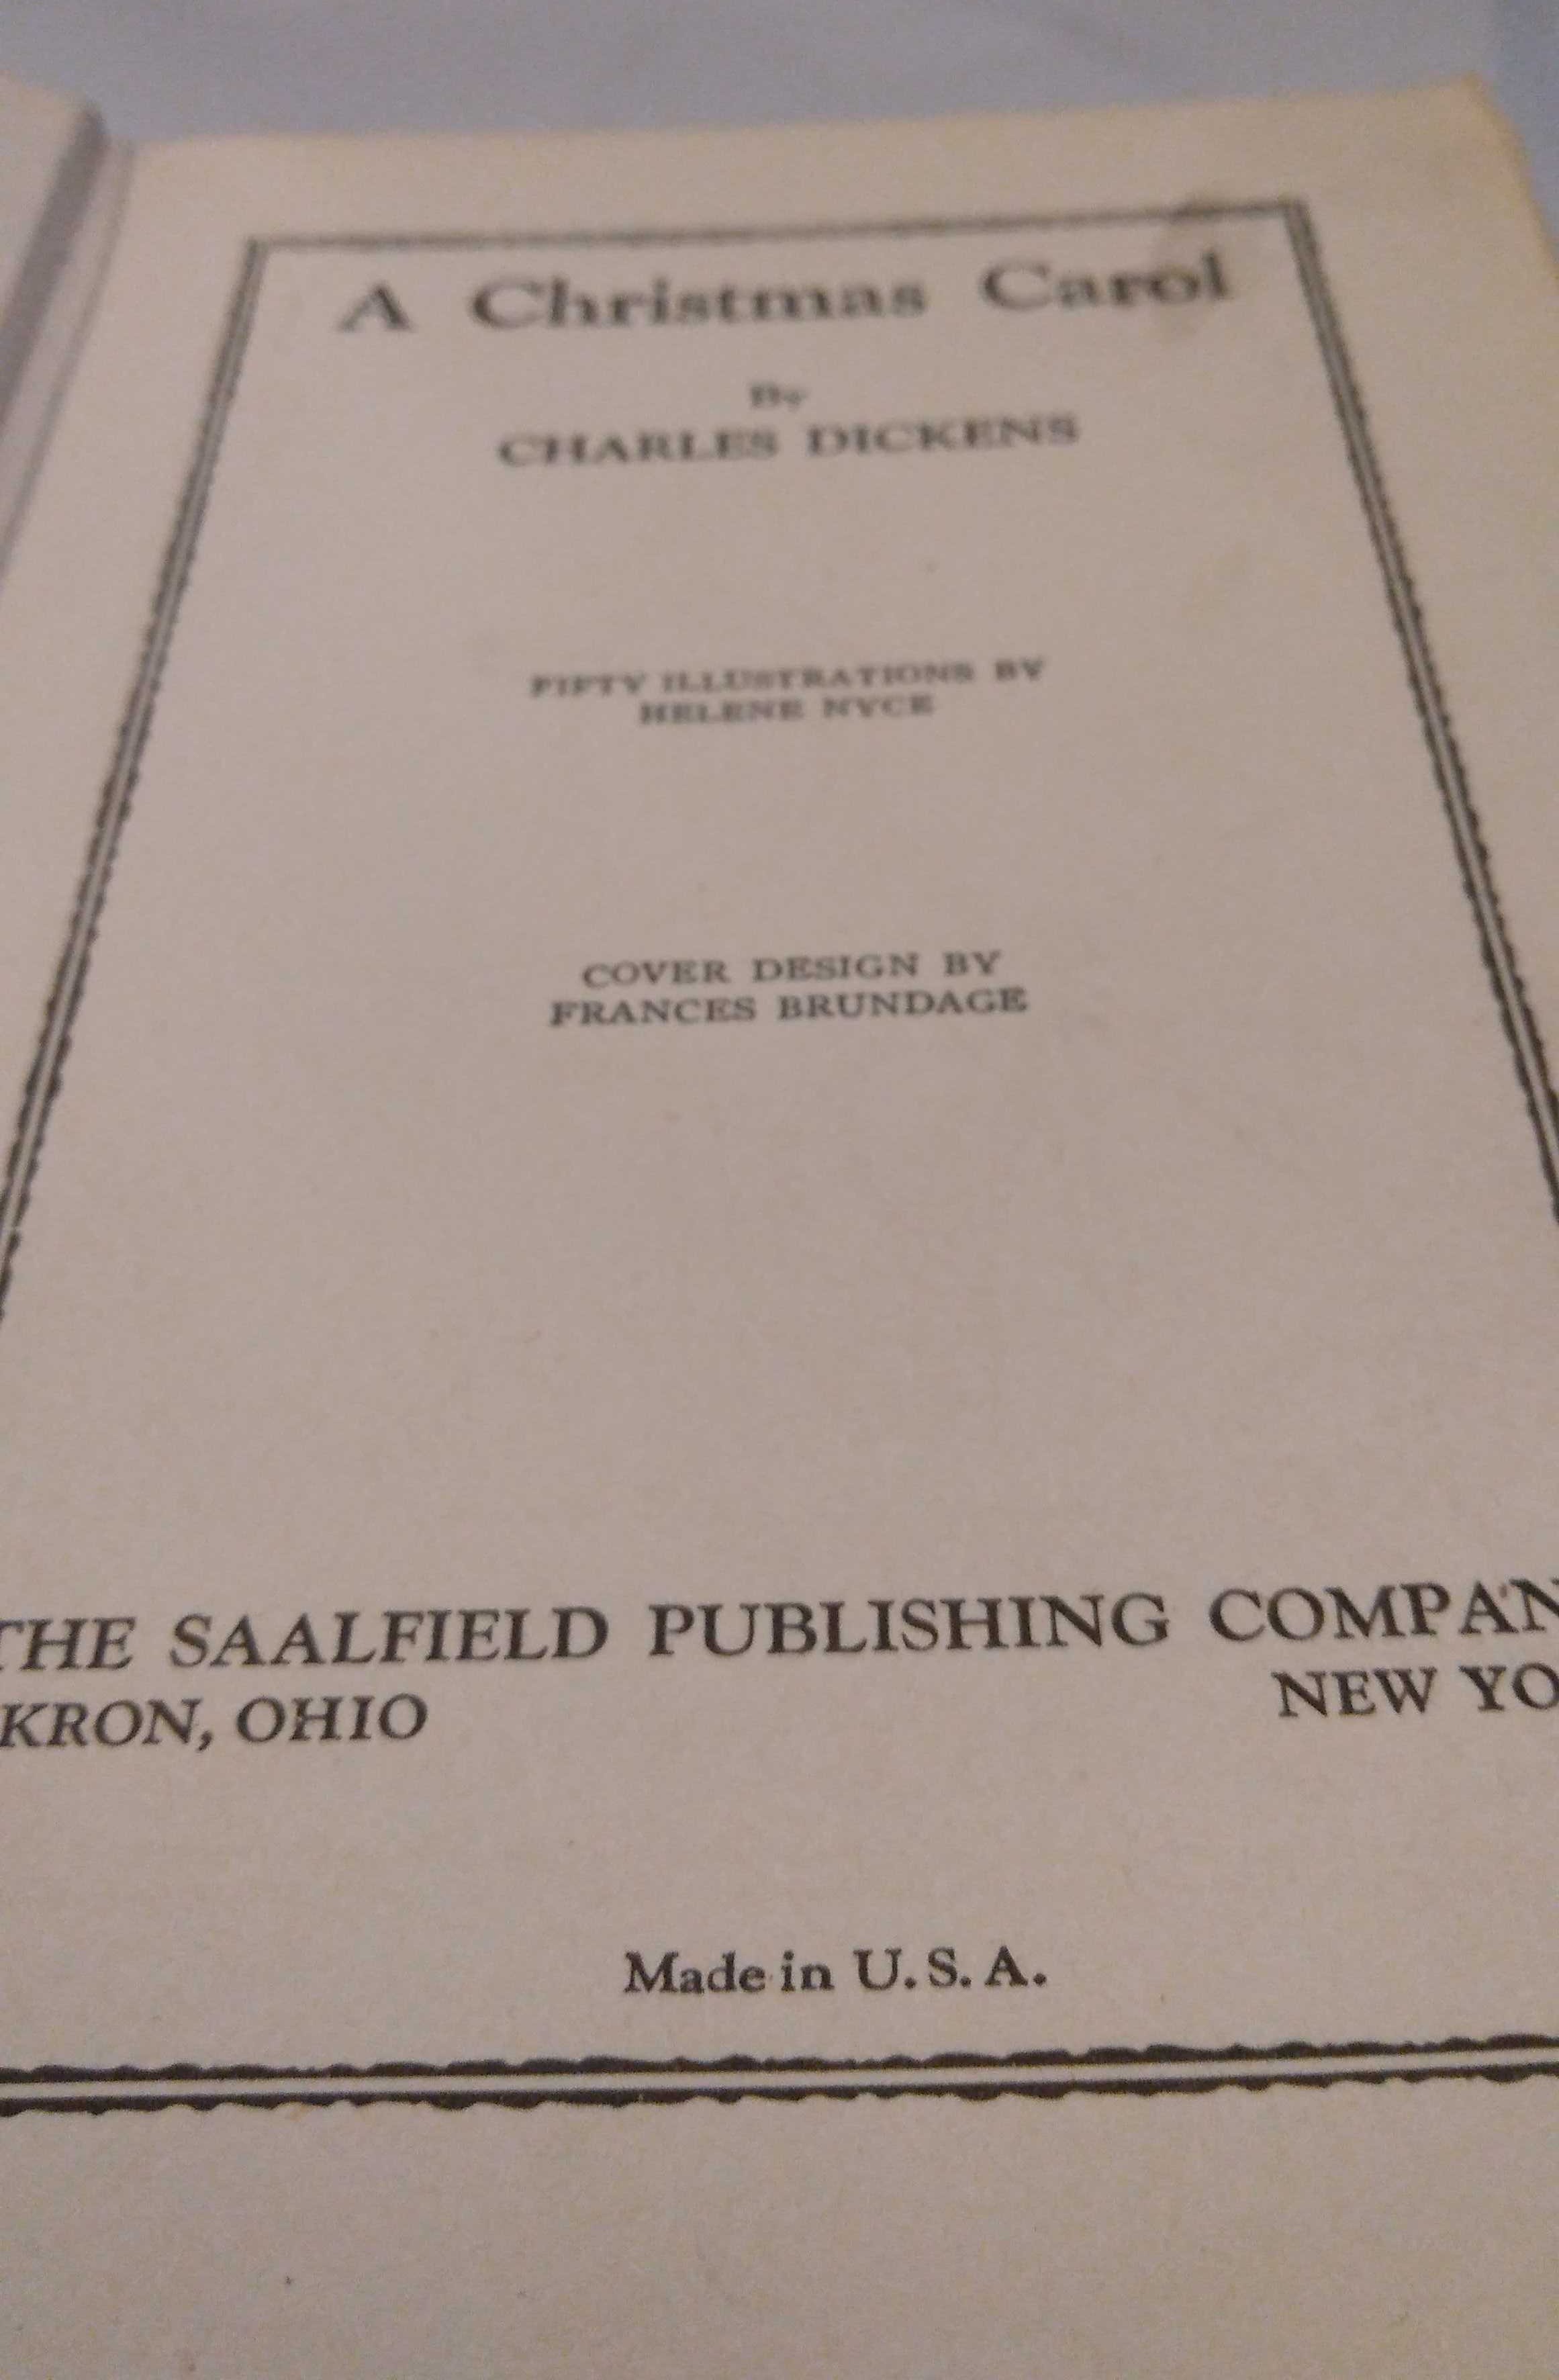 A Christmas Carol
By
CHARLES DICKENS
FIFTY ILLUSTRATIONS BY
HELENE NYCE
COVER DESIGN BY
FRANCES BRUNDAGE
THE SAALFIELD PUBLISHING COMPAN
KRON, OHIO NEW YO
Made in U.S.A.